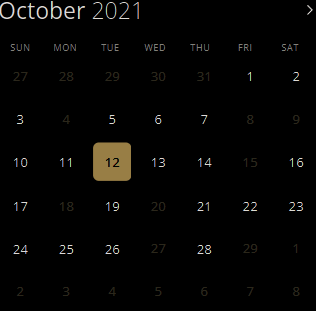 October 2021
SUN MON TUE WED THU FRI SAT
27 28 29 30 31 1 2
3 4 5 6 7 8 9
10 11 12 13 14 15 16
17 18 19 20 21 22 23
24 25 26 27 28 29 1
2 3 4 5 6 7 8